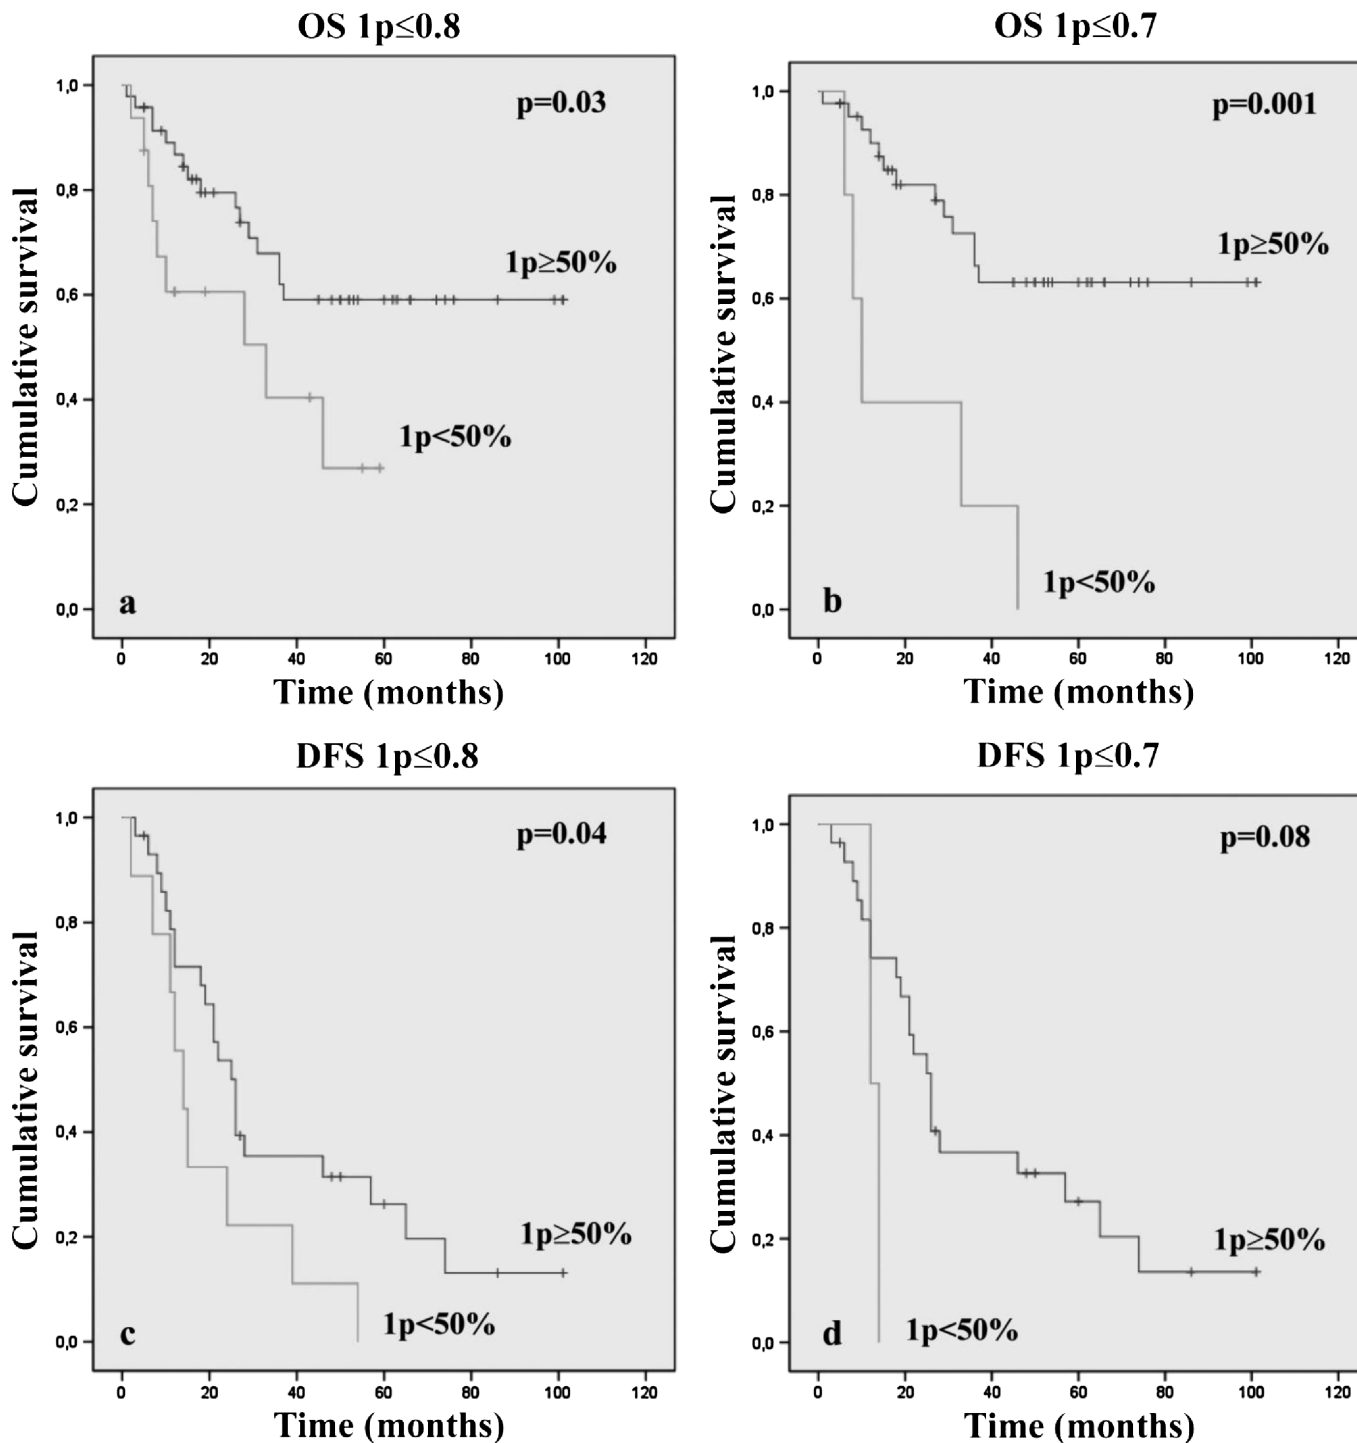 OS 1p≤0.8
p=0.03
1,0
0,8
0,6
0,4
0,2
0,0
1p≥50%
1p<50%
a
0 20 40 60 80 100 120
Cumulative survival
Time (months)
OS 1p≤0.7
p=0.001
1,0
0,8
0,6
0,4
0,2
0,0
1p≥50%
1p<50%
b
0 20 40 60 80 100 120
Cumulative survival
Time (months)
DFS 1p≤0.8
p=0.04
1,0
0,8
0,6
0,4
0,2
0,0
1p≥50%
1p<50%
c
0 20 40 60 80 100 120
Cumulative survival
Time (months)
DFS 1p≤0.7
p=0.08
1,0
0,8
0,6
0,4
0,2
0,0
1p≥50%
1p<50%
d
0 20 40 60 80 100 120
Cumulative survival
Time (months)